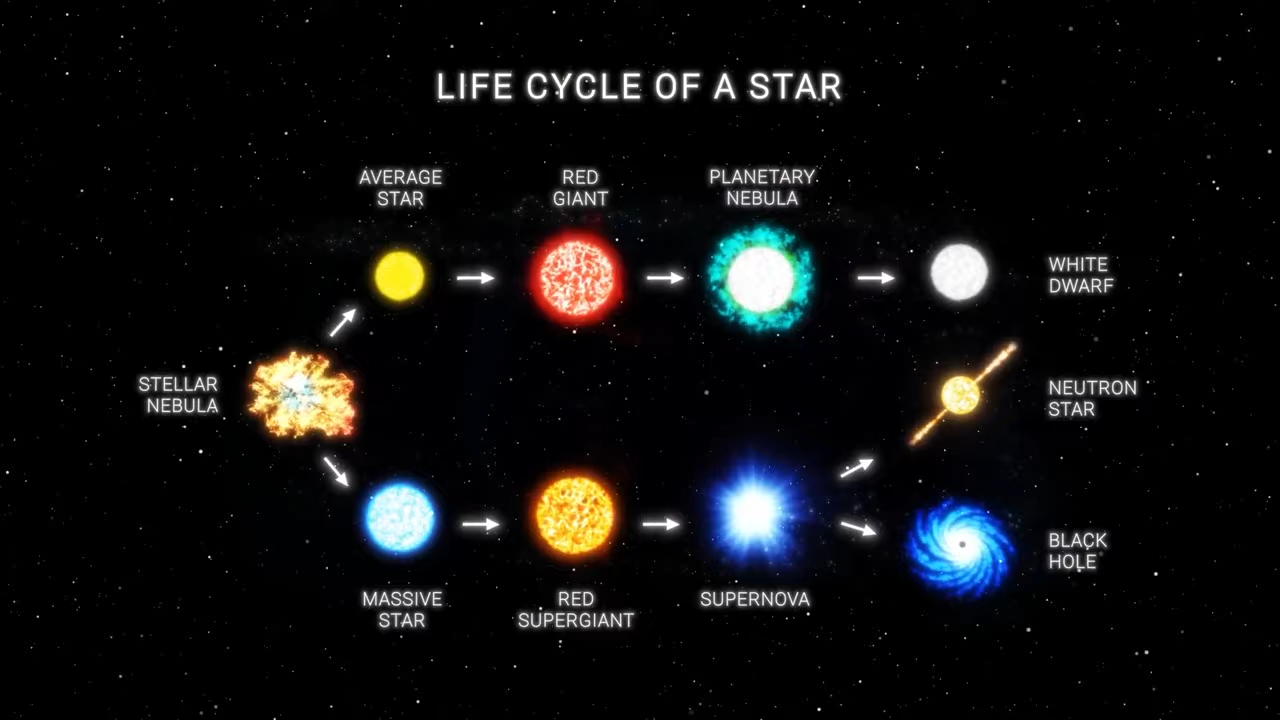 LIFE CYCLE OF A STAR
AVERAGE
STAR
RED
GIANT
PLANETARY
NEBULA
WHITE
DWARF
STELLAR
NEBULA
NEUTRON
STAR
BLACK
HOLE
MASSIVE
STAR
RED
SUPERGIANT
SUPERNOVA